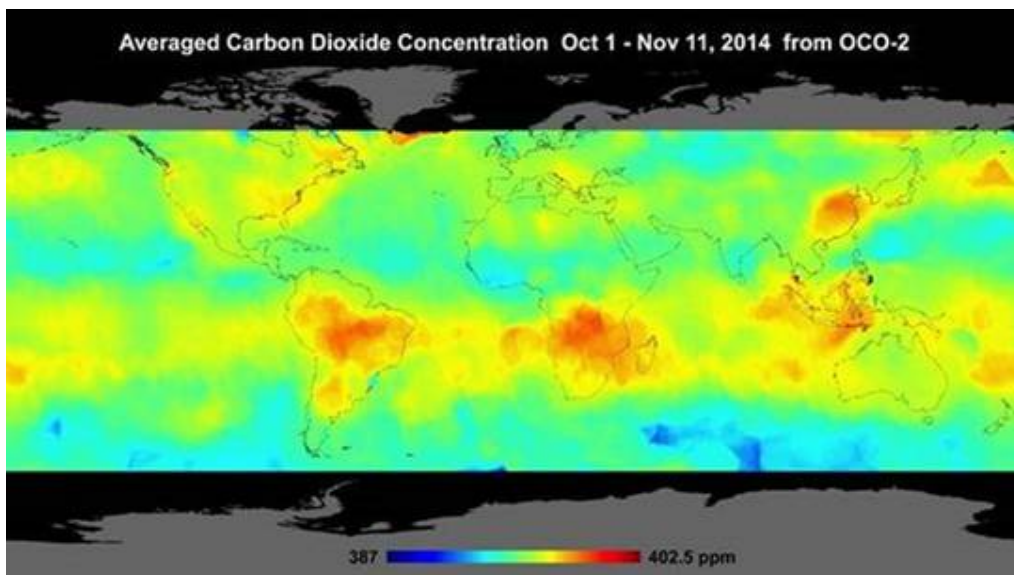 Averaged Carbon Dioxide Concentration Oct 1 - Nov 11, 2014 from OCO-2
387 402.5 ppm